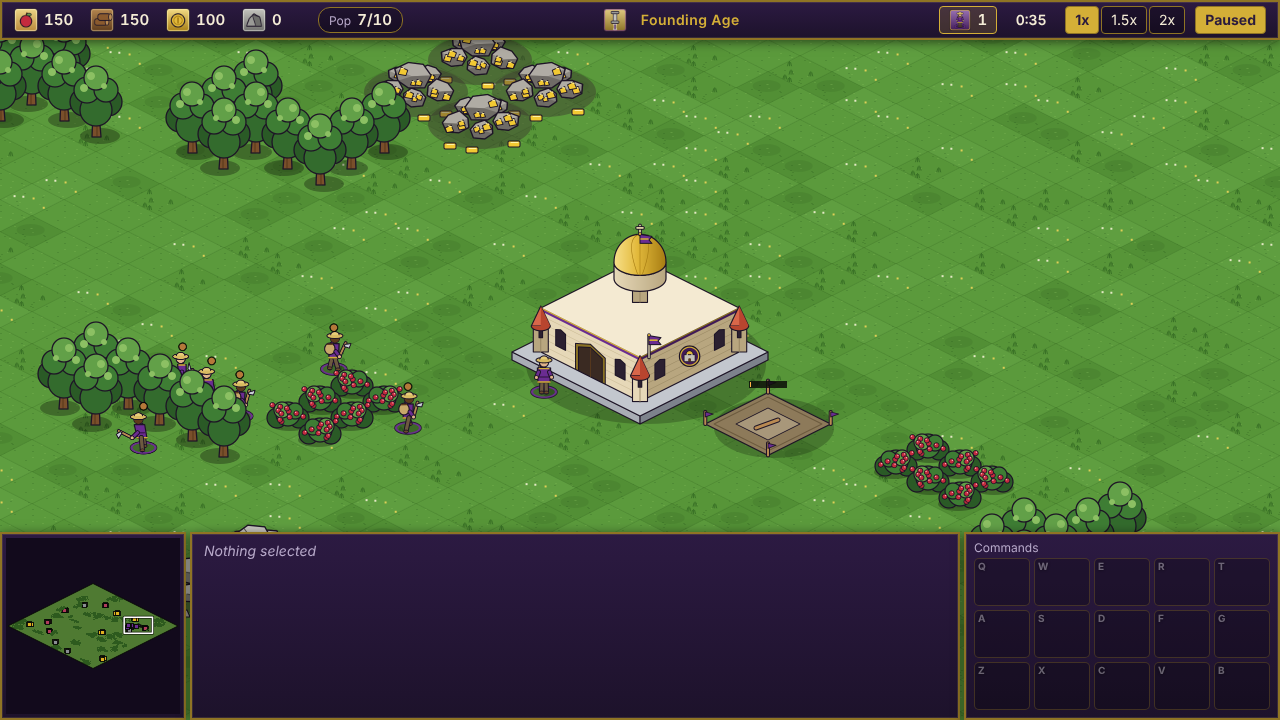 150 150 100 0 Pop 7/10 Founding Age 1 0:35 1x 1.5x 2x Paused
Nothing selected
Commands
Q W E R T
A S D F G
Z X C V B